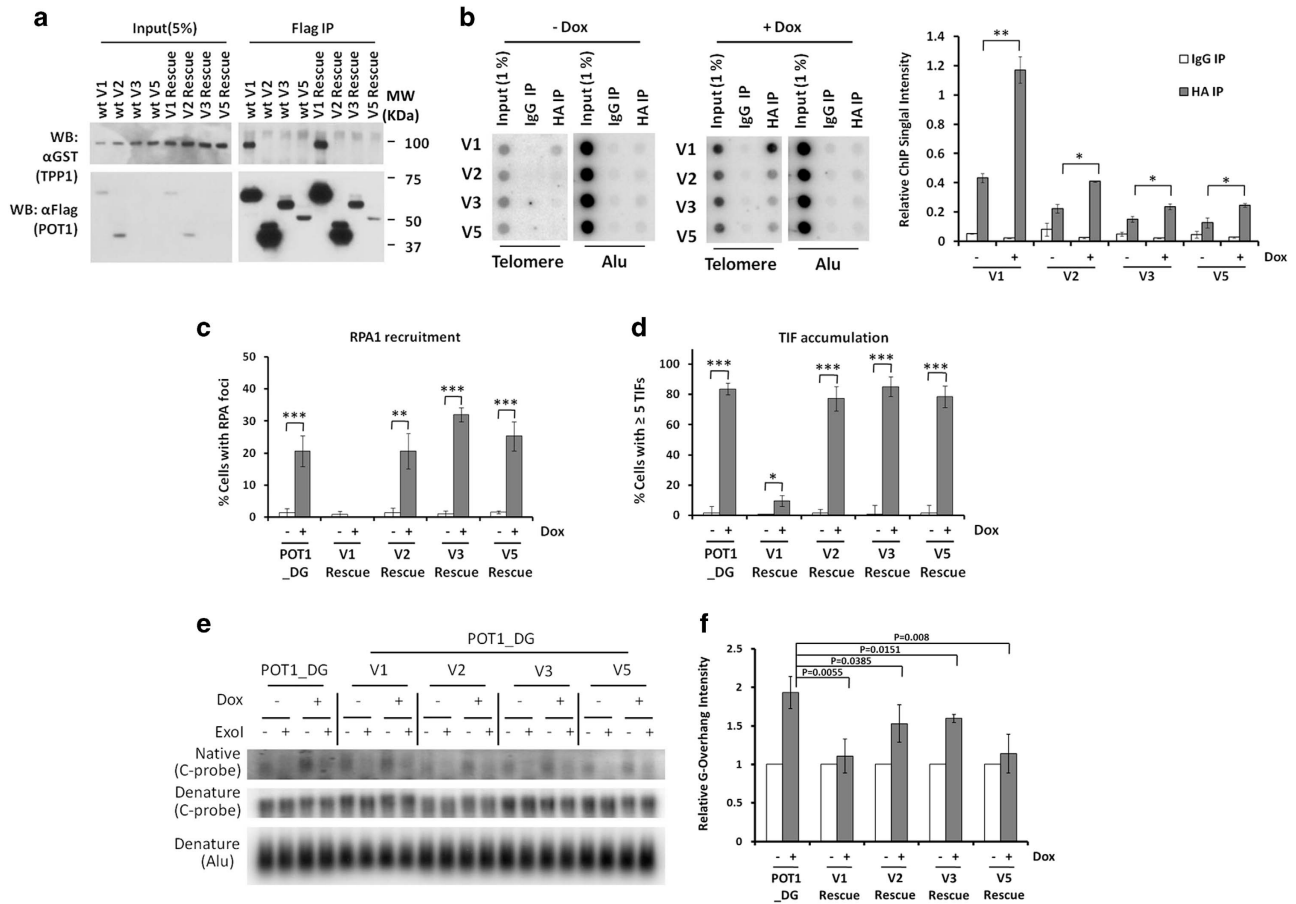 a
Input(5%)
Flag IP
wt V1
wt V2
wt V3
wt V5
V1 Rescue
V2 Rescue
V3 Rescue
V5 Rescue
wt V1
wt V2
wt V3
wt V5
V1 Rescue
V2 Rescue
V3 Rescue
V5 Rescue
MW
(KDa)
WB:
αGST
(TPP1)
WB: αFlag
(POT1)
100
75
50
37
b
- Dox
+ Dox
Input (1 %)
IgG IP
HA IP
Input (1 %)
IgG IP
HA IP
Input (1 %)
IgG IP
HA IP
Input (1 %)
IgG IP
HA IP
V1
V2
V3
V5
V1
V2
V3
V5
Telomere
Alu
Telomere
Alu
Relative ChIP Singlal Intensity
1.4
1.2
1
0.8
0.6
0.4
0.2
0
** * * *
IgG IP
HA IP
- + - + - + - + Dox
V1 V2 V3 V5
c
RPA1 recruitment
% Cells with RPA foci
50
40
30
20
10
0
*** ** *** ***
- + - + - + - + - + Dox
POT1 V1 V2 V3 V5
_DG Rescue Rescue Rescue Rescue
d
TIF accumulation
% Cells with ≥ 5 TIFs
100
80
60
40
20
0
*** * *** *** ***
- + - + - + - + - + Dox
POT1 V1 V2 V3 V5
_DG Rescue Rescue Rescue Rescue
e
POT1_DG
POT1_DG V1 V2 V3 V5
Dox - + - + - + - + - +
ExoI - + - + - + - + - + - + - + - + - + - +
Native
(C-probe)
Denature
(C-probe)
Denature
(Alu)
f
Relative G-Overhang Intensity
2.5
2
1.5
1
0.5
0
P=0.008
P=0.0151
P=0.0385
P=0.0055
- + - + - + - + - + Dox
POT1 V1 V2 V3 V5
_DG Rescue Rescue Rescue Rescue